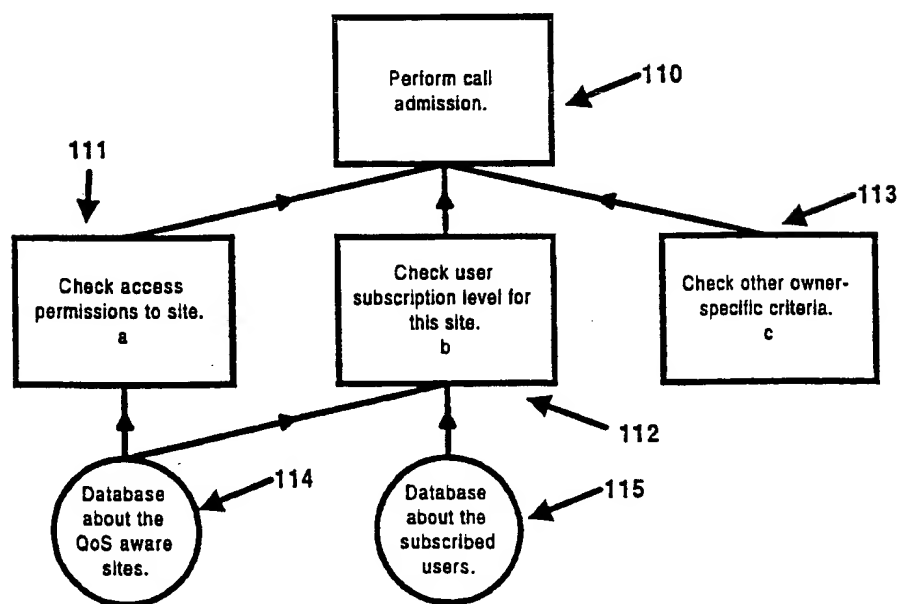 Perform call
admission.
110
111
113
Check access
permissions to site.
a
Check user
subscription level for
this site.
b
Check other owner-
specific criteria.
c
112
Database
about the
QoS aware
sites.
114
Database
about the
subscribed
users.
115